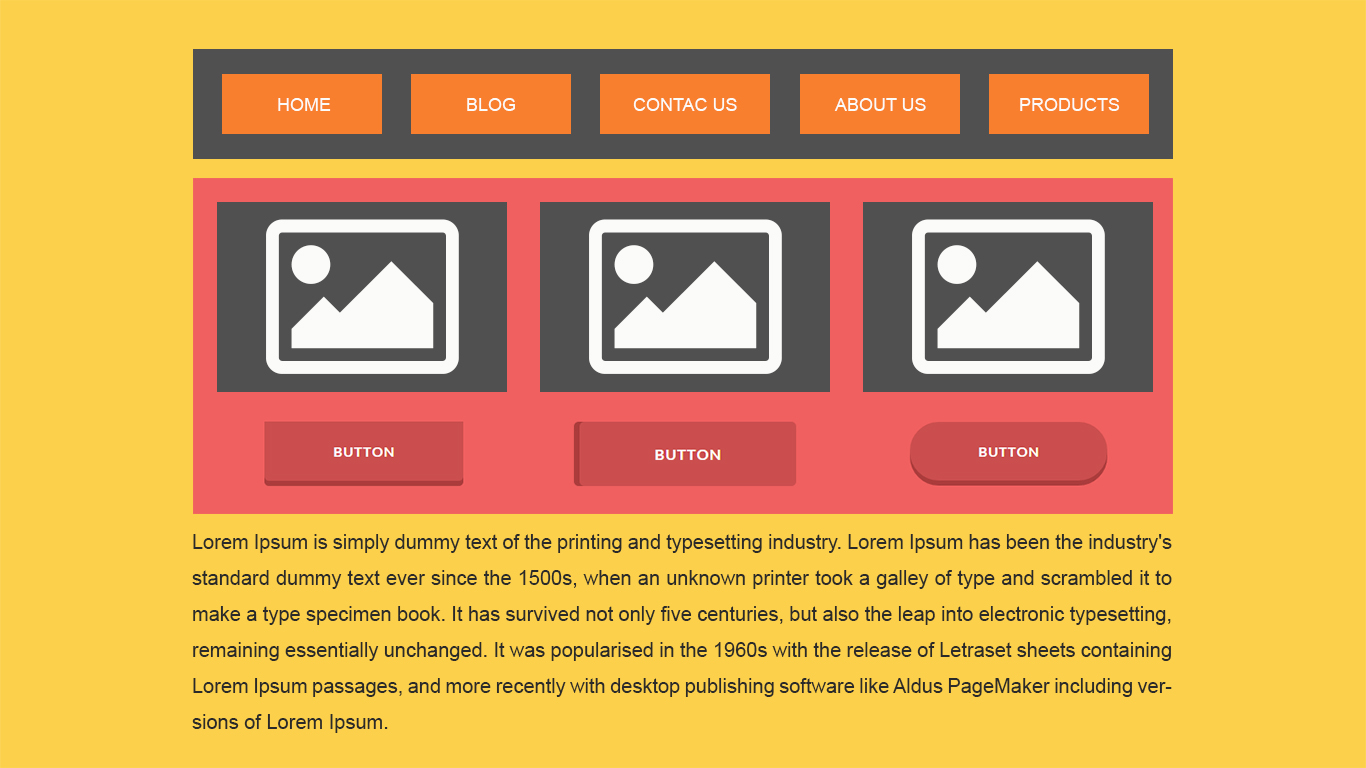 HOME BLOG CONTAC US ABOUT US PRODUCTS
BUTTON BUTTON BUTTON
Lorem Ipsum is simply dummy text of the printing and typesetting industry. Lorem Ipsum has been the industry's
standard dummy text ever since the 1500s, when an unknown printer took a galley of type and scrambled it to
make a type specimen book. It has survived not only five centuries, but also the leap into electronic typesetting,
remaining essentially unchanged. It was popularised in the 1960s with the release of Letraset sheets containing
Lorem Ipsum passages, and more recently with desktop publishing software like Aldus PageMaker including ver-
sions of Lorem Ipsum.